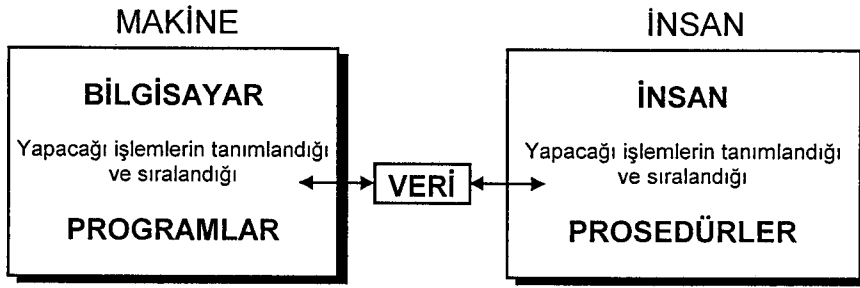 MAKİNE
BİLGİSAYAR
Yapacağı işlemlerin tanımlandığı
ve sıralandığı
PROGRAMLAR
VERİ
İNSAN
İNSAN
Yapacağı işlemlerin tanımlandığı
ve sıralandığı
PROSEDÜRLER